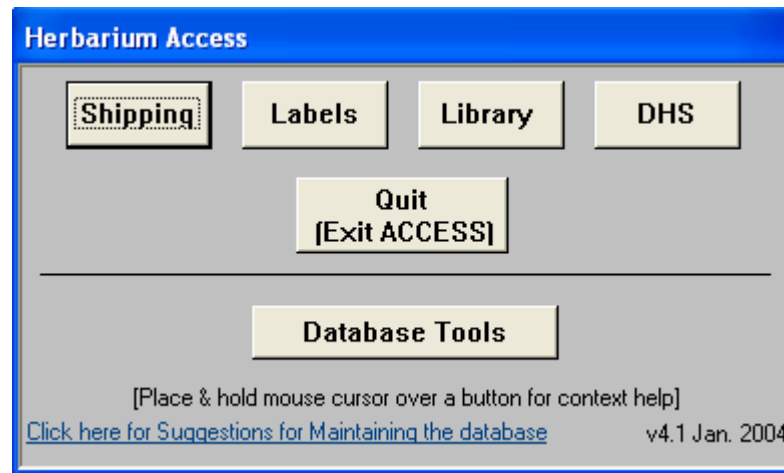 Herbarium Access
Shipping Labels Library DHS
Quit
(Exit ACCESS)
Database Tools
[Place & hold mouse cursor over a button for context help]
Click here for Suggestions for Maintaining the database v4.1 Jan. 2004